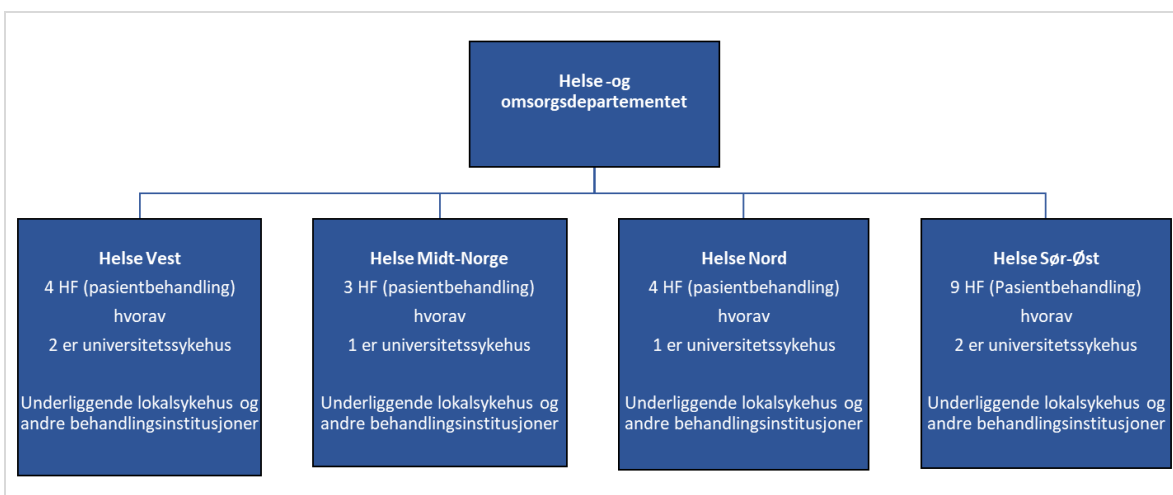 Helse -og
omsorgsdepartementet
Helse Vest
4 HF (pasientbehandling)
hvorav
2 er universitetssykehus
Underliggende lokalsykehus og
andre behandlingsinstitusjoner
Helse Midt-Norge
3 HF (pasientbehandling)
hvorav
1 er universitetssykehus
Underliggende lokalsykehus og
andre behandlingsinstitusjoner
Helse Nord
4 HF (pasientbehandling)
hvorav
1 er universitetssykehus
Underliggende lokalsykehus og
andre behandlingsinstitusjoner
Helse Sør-Øst
9 HF (Pasientbehandling)
hvorav
2 er universitetssykehus
Underliggende lokalsykehus og
andre behandlingsinstitusjoner